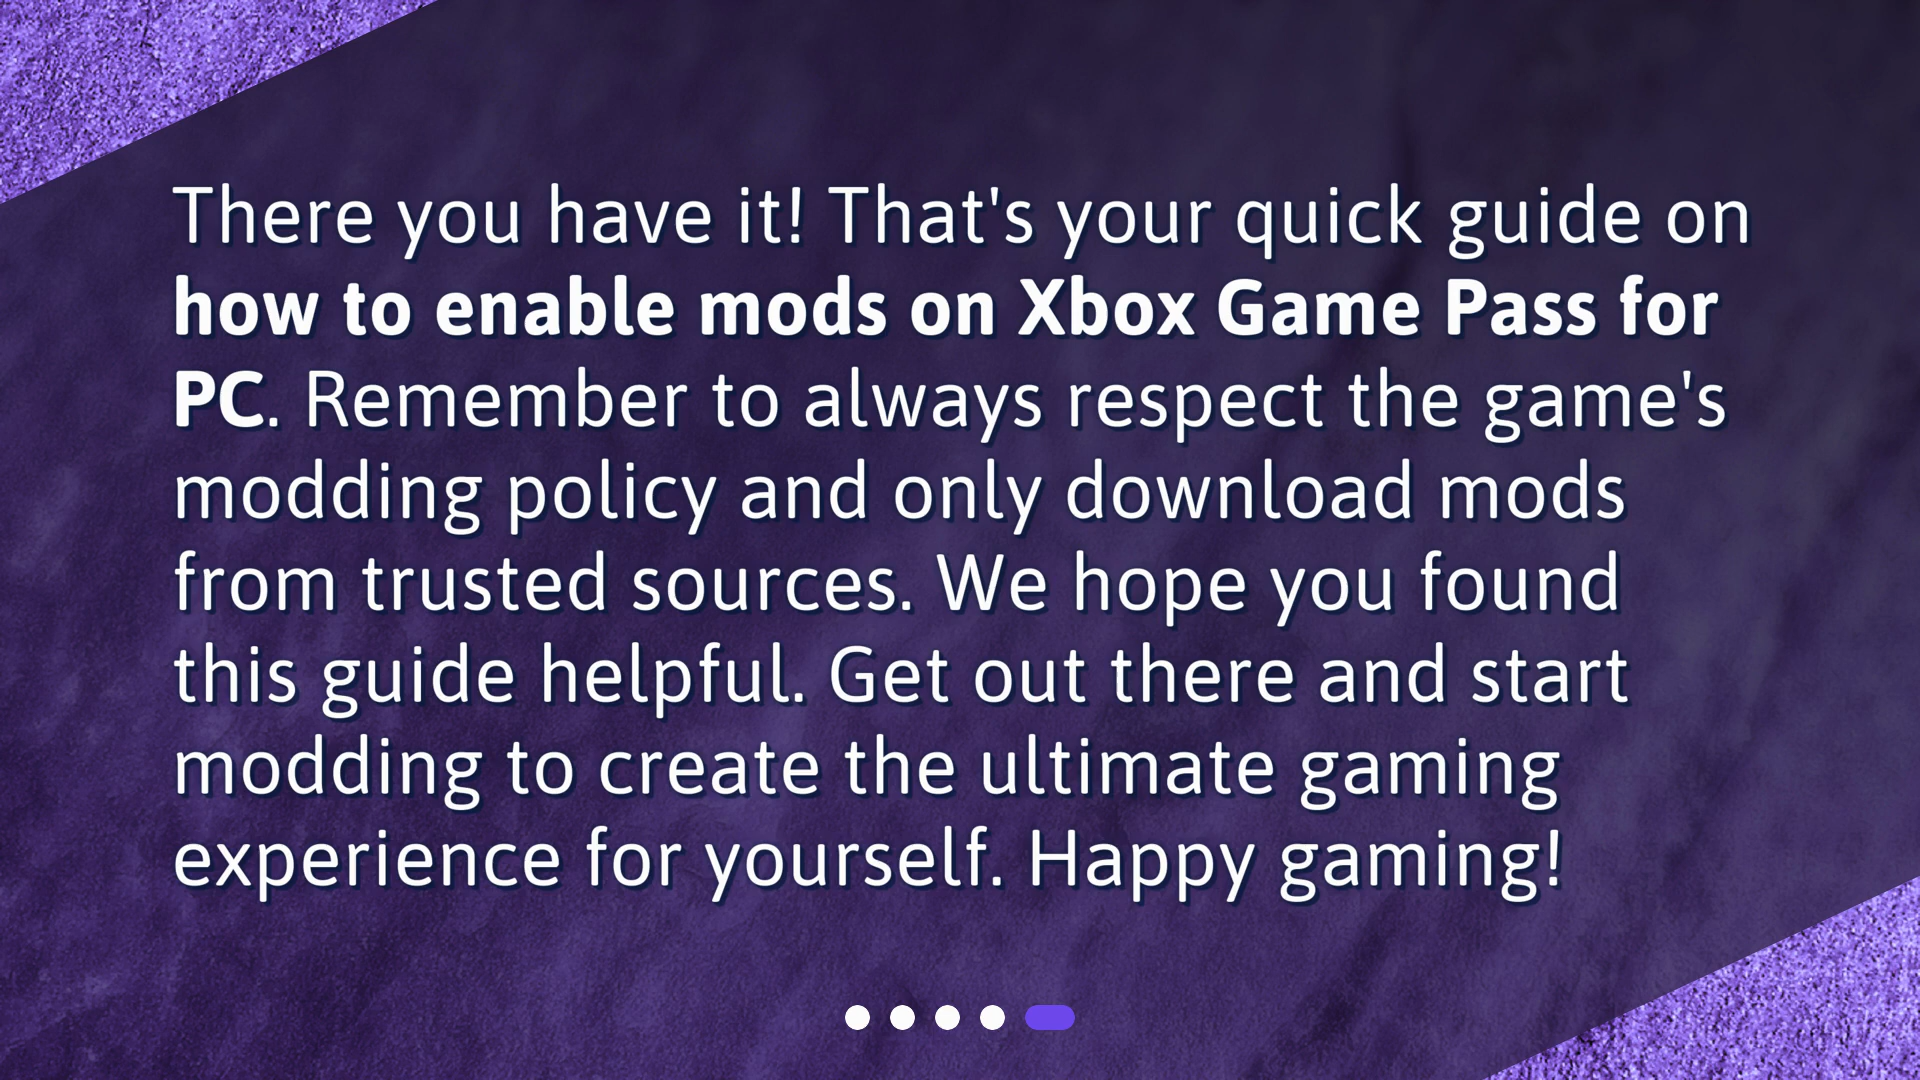 There you have it! That's your quick guide on
how to enable mods on Xbox Game Pass for
PC. Remember to always respect the game's
modding policy and only download mods
from trusted sources. We hope you found
this guide helpful. Get out there and start
modding to create the ultimate gaming
experience for yourself. Happy gaming!